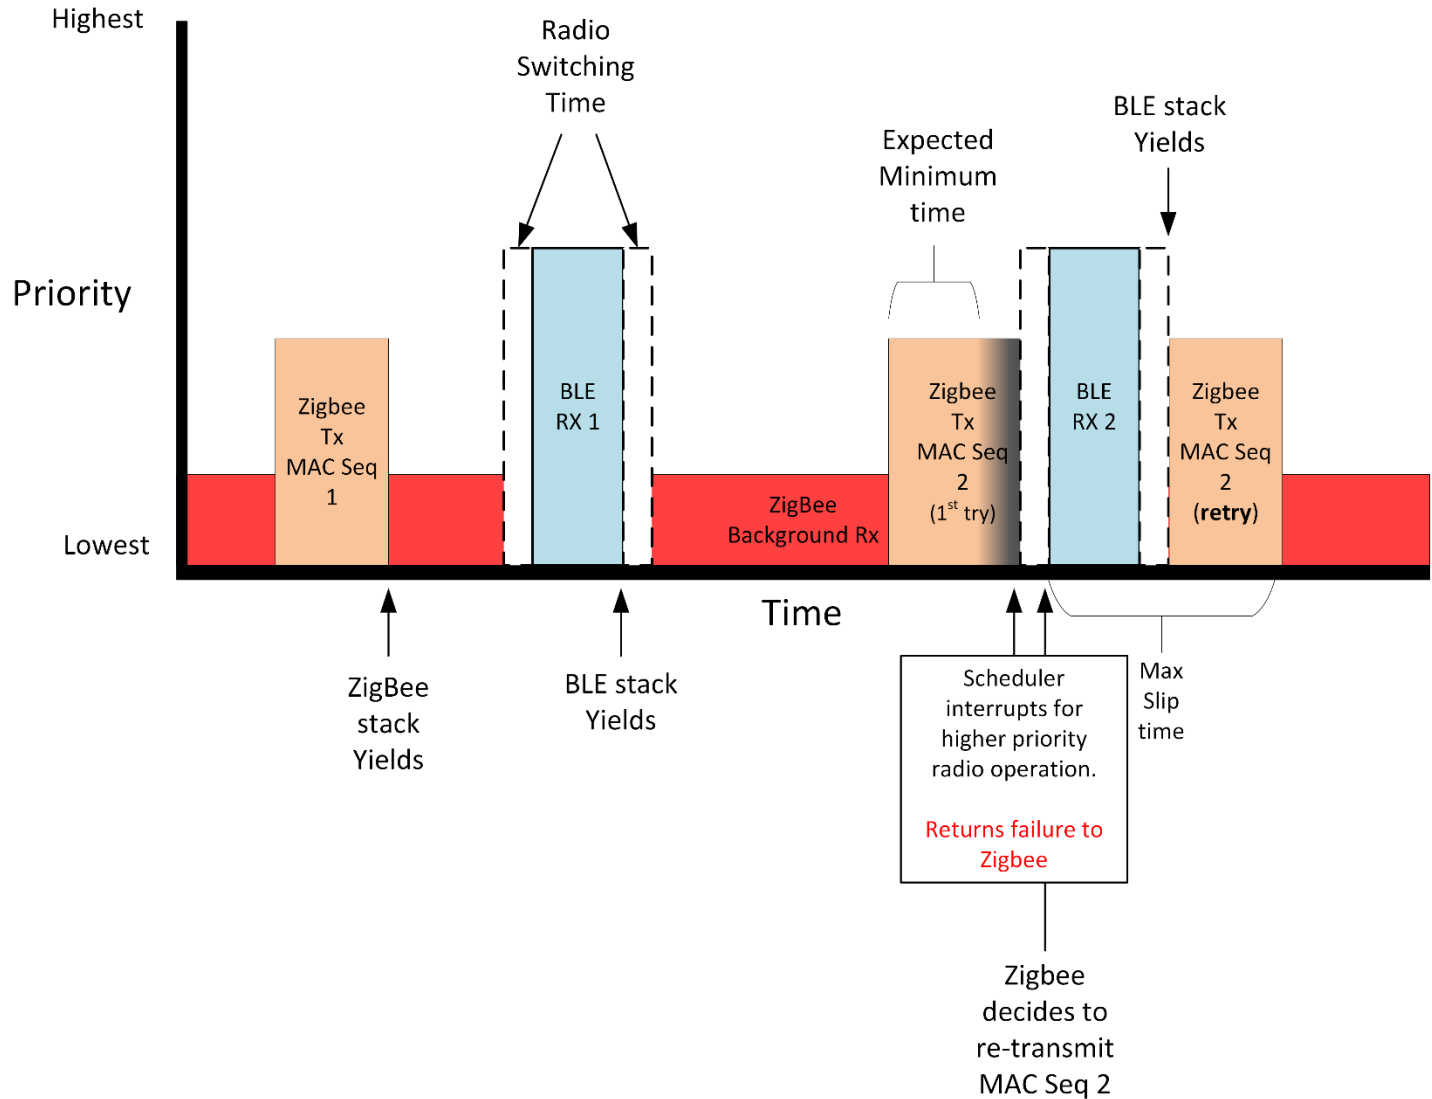 Highest
Radio
Switching
Time
BLE stack
Yields
Expected
Minimum
time
Priority
Zigbee
Tx
MAC Seq
1
BLE
RX 1
ZigBee
Background Rx
Zigbee
Tx
MAC Seq
2
(1st try)
BLE
RX 2
Zigbee
Tx
MAC Seq
2
(retry)
Lowest
Time
ZigBee
stack
Yields
BLE stack
Yields
Scheduler
interrupts for
higher priority
radio operation.
Returns failure to
Zigbee
Max
Slip
time
Zigbee
decides to
re-transmit
MAC Seq 2